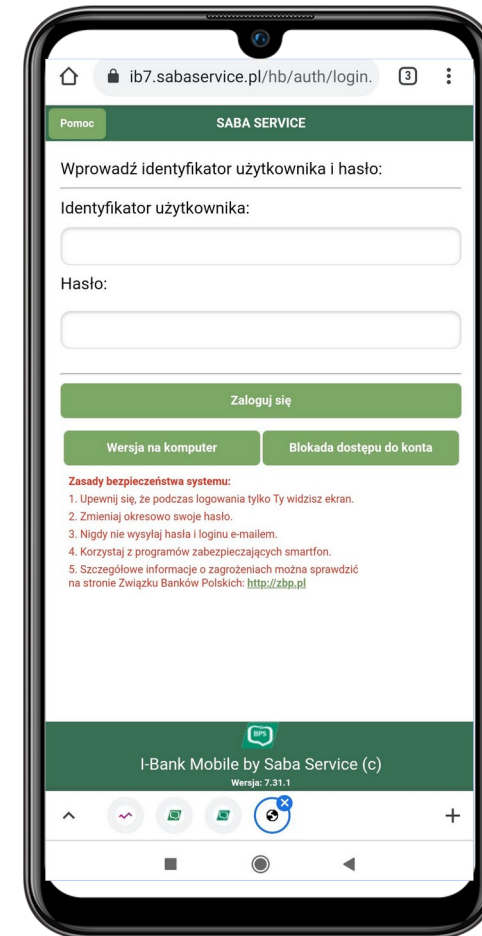 ib7.sabaservice.pl/hb/auth/login.
3
Pomoc
SABA SERVICE
Wprowadź identyfikator użytkownika i hasło:
Identyfikator użytkownika:
Hasło:
Zaloguj się
Wersja na komputer
Blokada dostępu do konta
Zasady bezpieczeństwa systemu:
1. Upewnij się, że podczas logowania tylko Ty widzisz ekran.
2. Zmieniaj okresowo swoje hasło.
3. Nigdy nie wysyłaj hasła i loginu e-mailem.
4. Korzystaj z programów zabezpieczających smartfon.
5. Szczegółowe informacje o zagrożeniach można sprawdzić
na stronie Związku Banków Polskich: http://zbp.pl
BPS
I-Bank Mobile by Saba Service (c)
Wersja: 7.31.1